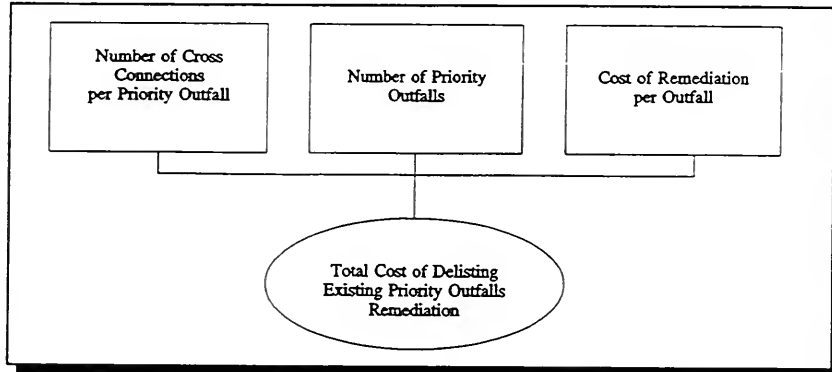 Number of Cross
Connections
per Priority Outfall
Number of Priority
Outfalls
Cost of Remediation
per Outfall
Total Cost of Delisting
Existing Priority Outfalls
Remediation